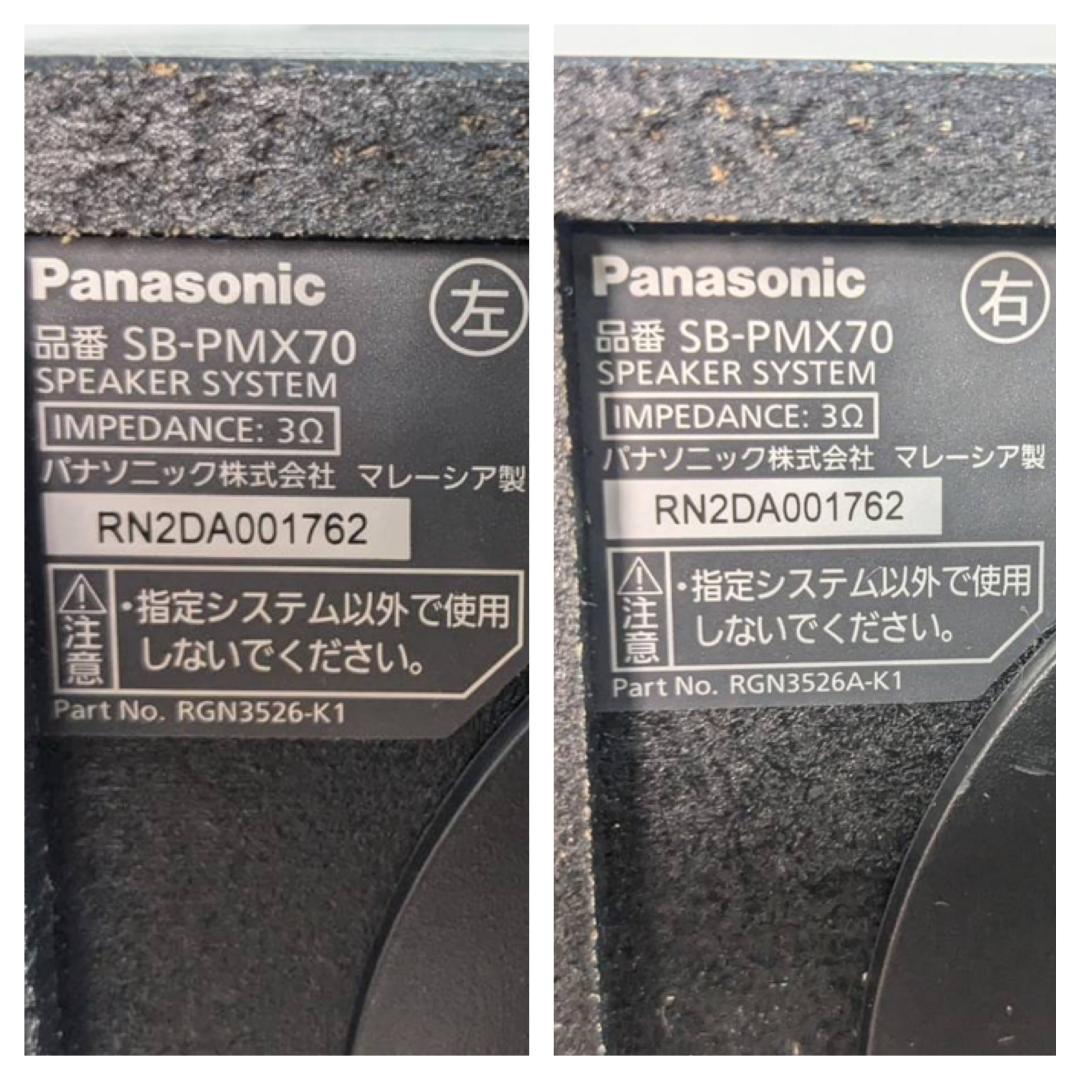 Panasonic
左
品番 SB-PMX70
SPEAKER SYSTEM
IMPEDANCE: 3Ω
パナソニック株式会社 マレーシア製
RN2DA001762
注意
・指定システム以外で使用
しないでください。
Part No. RGN3526-K1
Panasonic
右
品番 SB-PMX70
SPEAKER SYSTEM
IMPEDANCE: 3Ω
パナソニック株式会社 マレーシア製
RN2DA001762
注意
・指定システム以外で使用
しないでください。
Part No. RGN3526A-K1